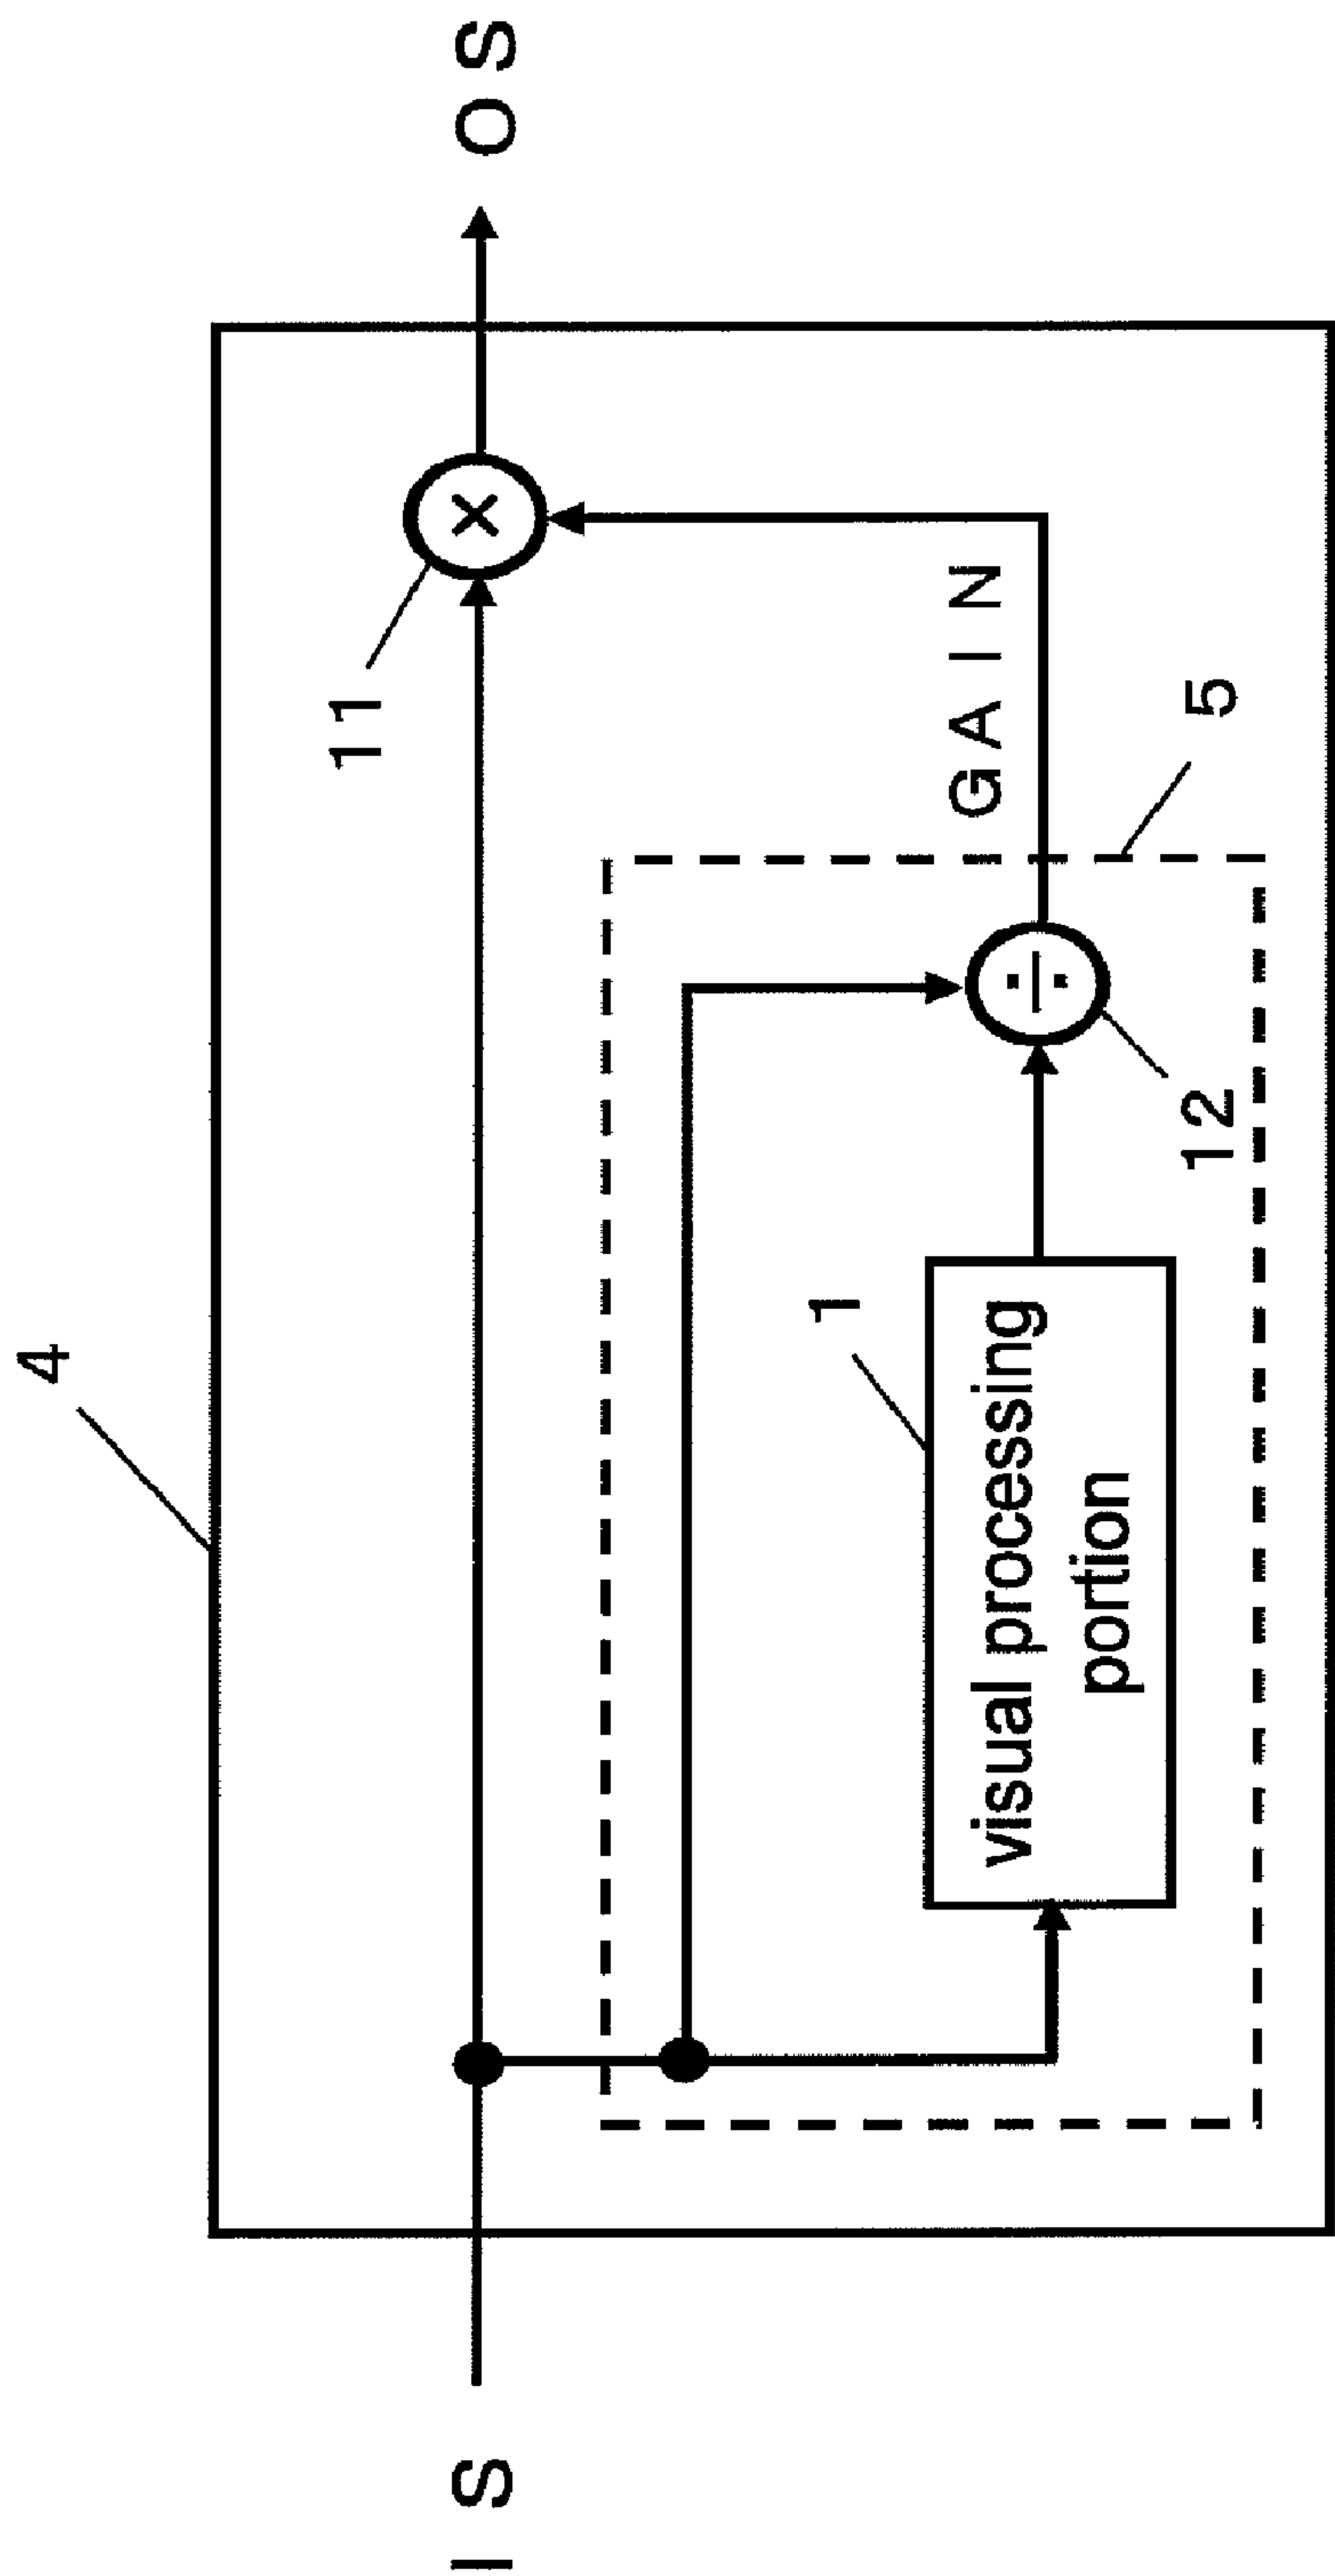 4
IS
OS
11
GAIN
5
1
visual processing
portion
12
×
÷